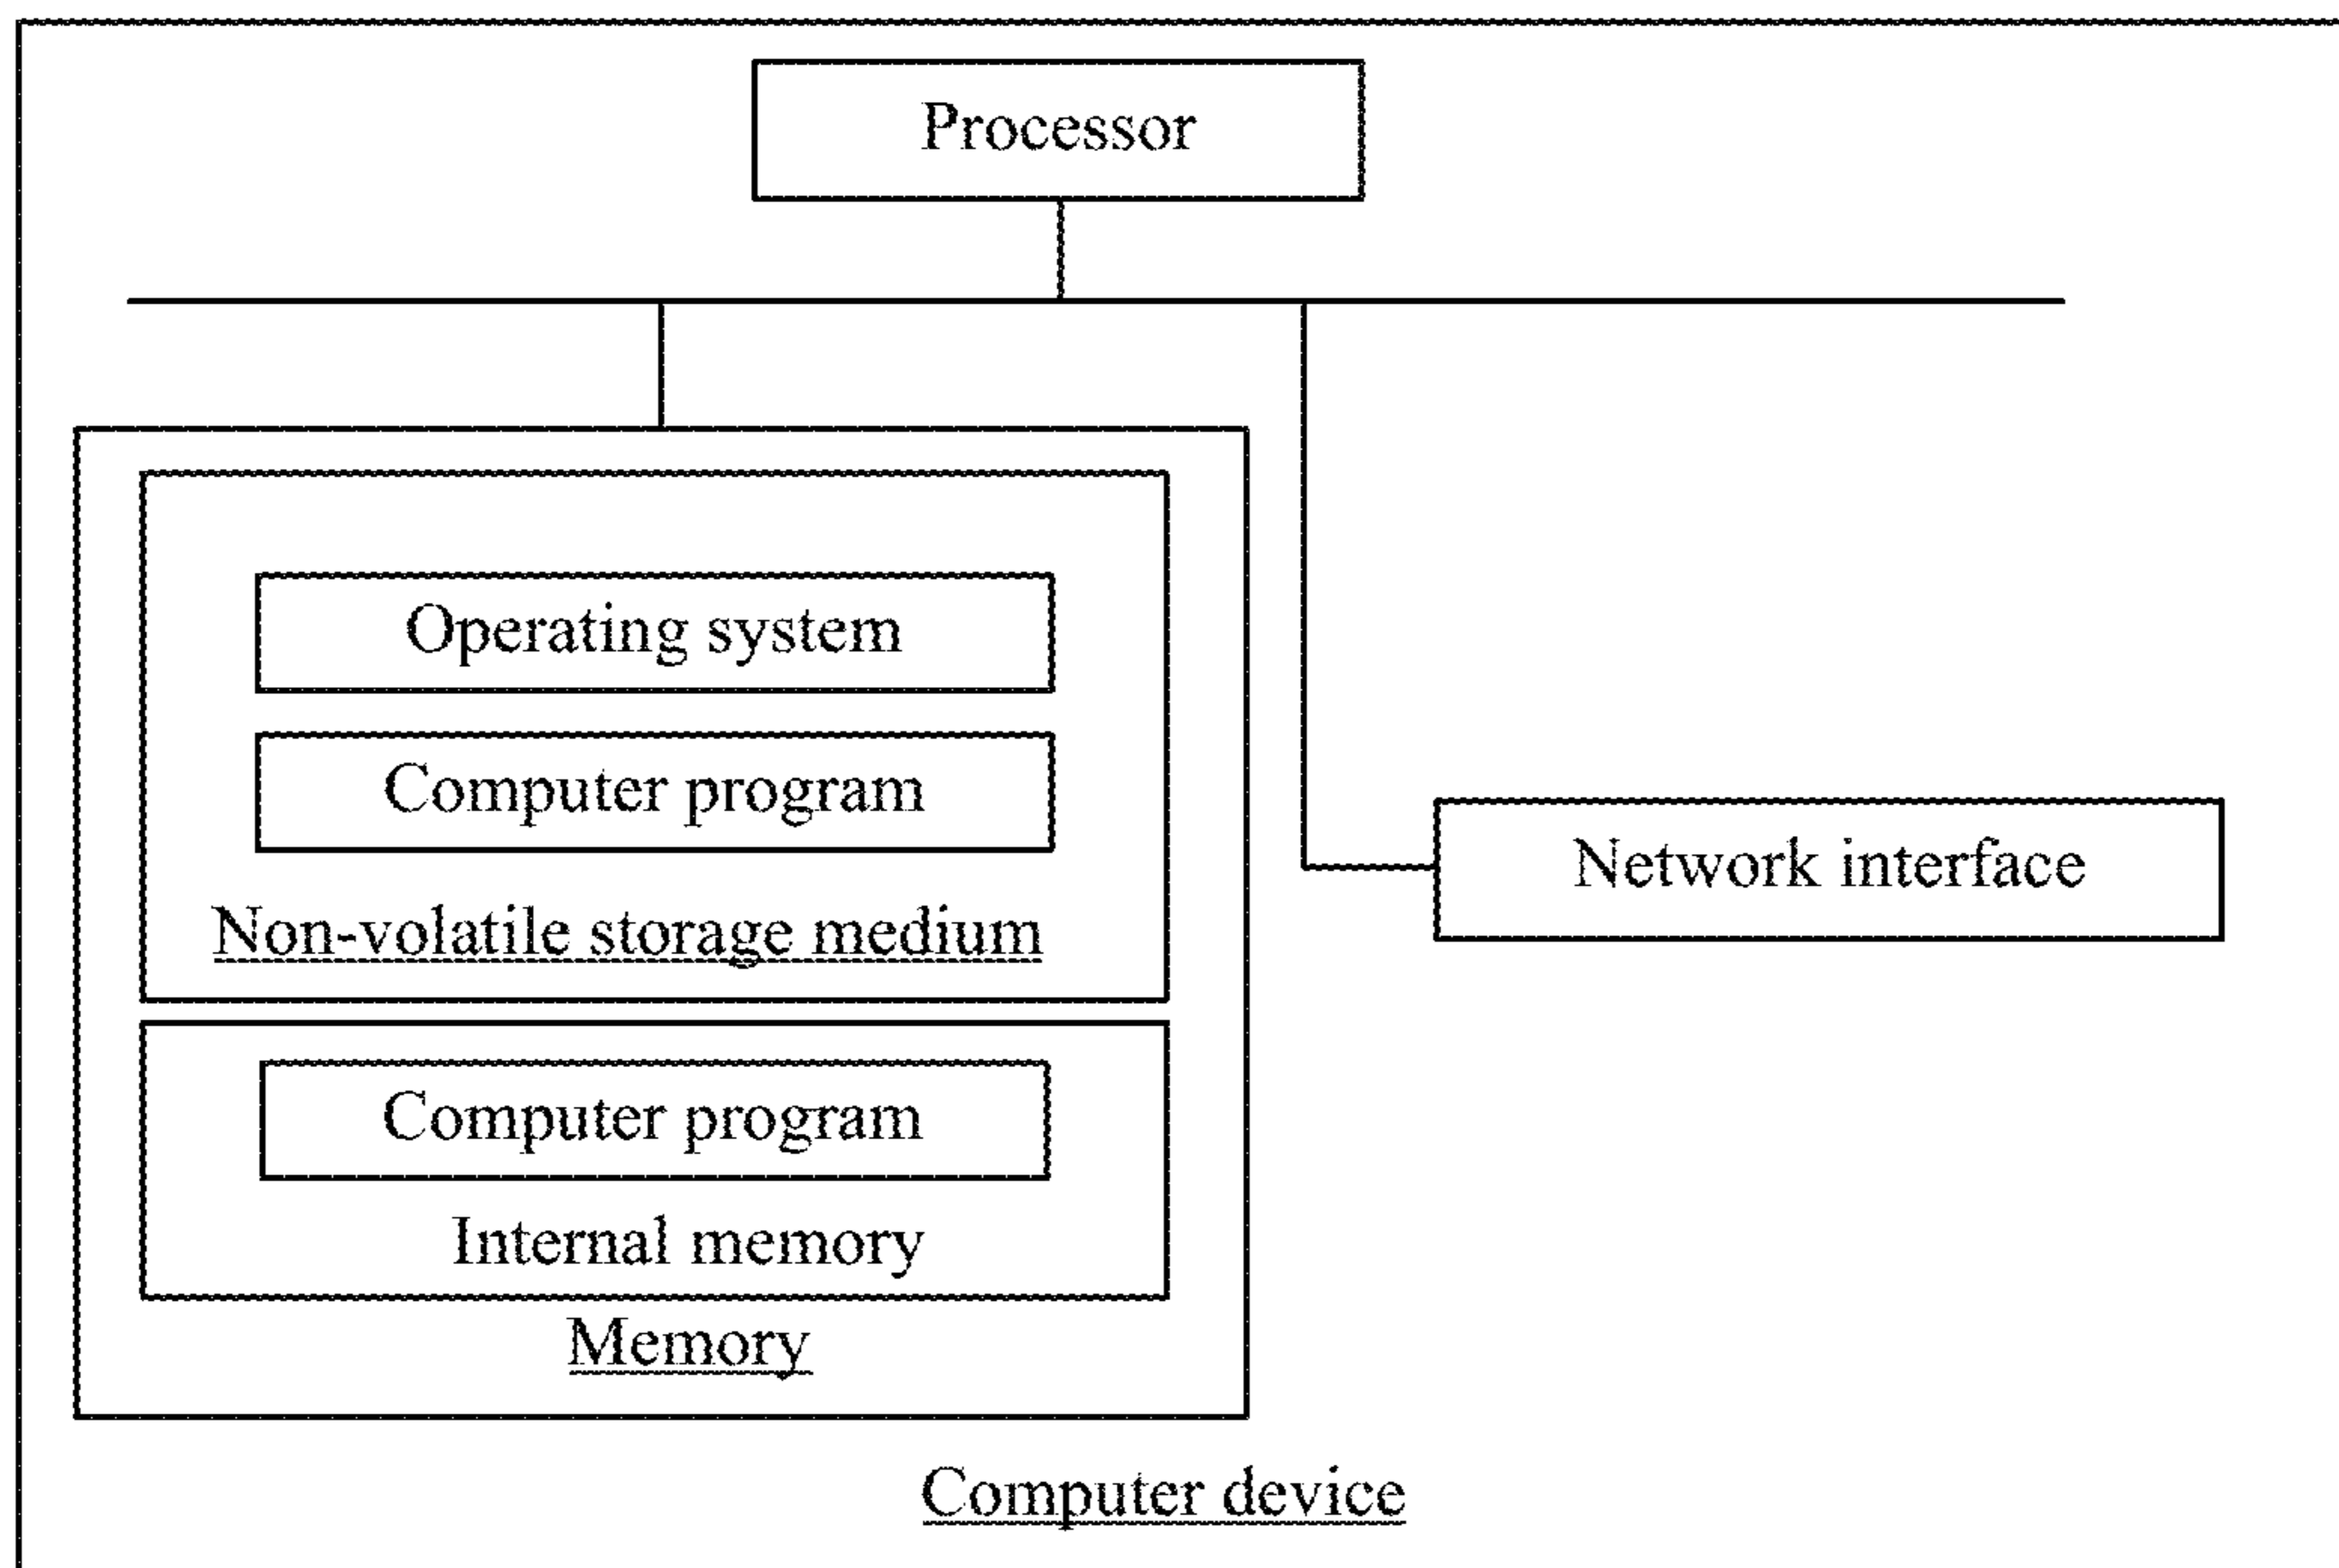 Processor
Operating system
Computer program
Non-volatile storage medium
Network interface
Computer program
Internal memory
Memory
Computer device